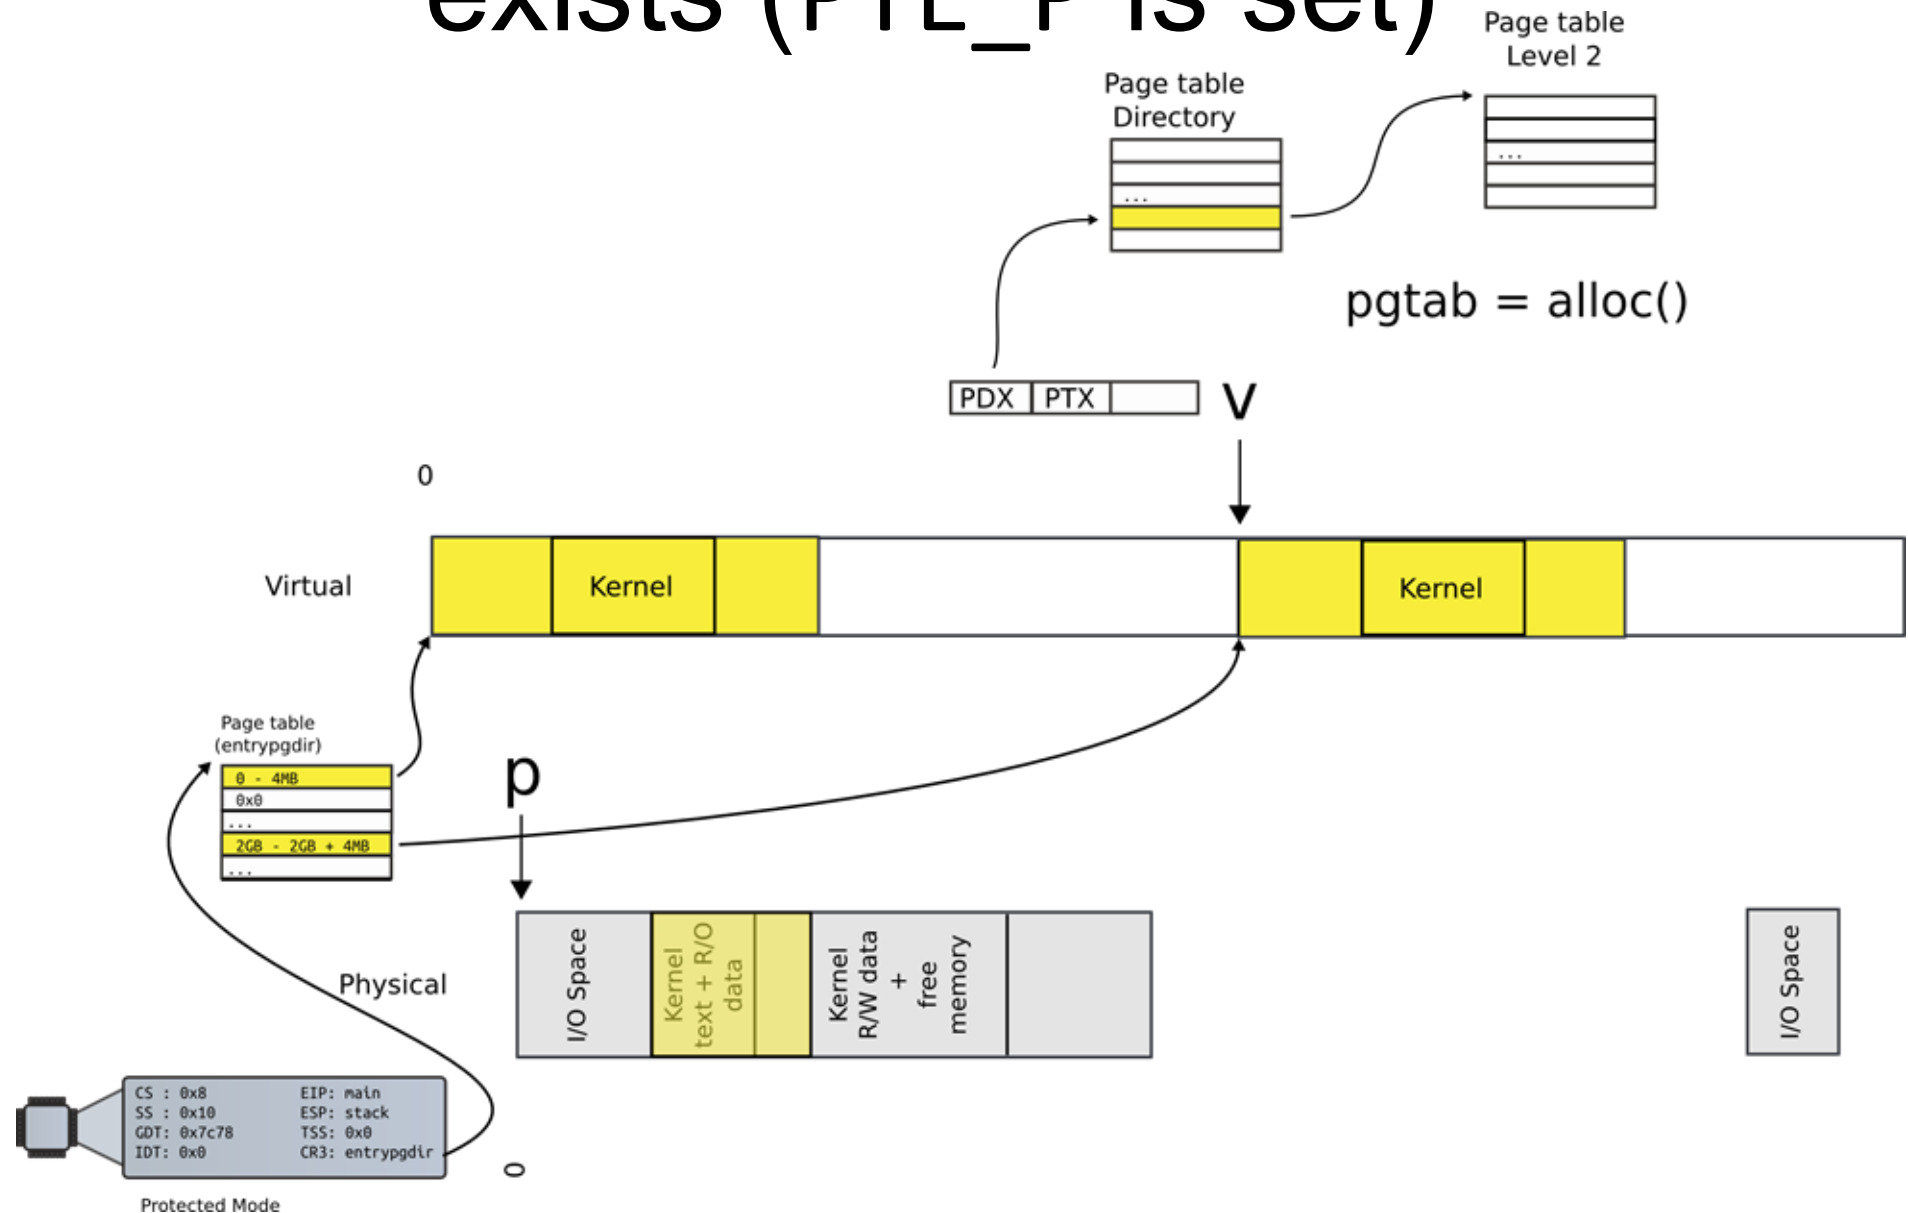 exists (PTE_P is set)
Page table
Level 2
Page table
Directory
...
...
pgtab = alloc()
PDX PTX
v
0
Virtual
Kernel
Kernel
Page table
(entrypgdir)
0 - 4MB
0x0
...
2GB - 2GB + 4MB
...
p
Physical
I/O Space
Kernel
text + R/O
data
Kernel
R/W data
+
free
memory
I/O Space
CS : 0x8 EIP: main
SS : 0x10 ESP: stack
GDT: 0x7c78 TSS: 0x0
IDT: 0x0 CR3: entrypgdir
0
Protected Mode